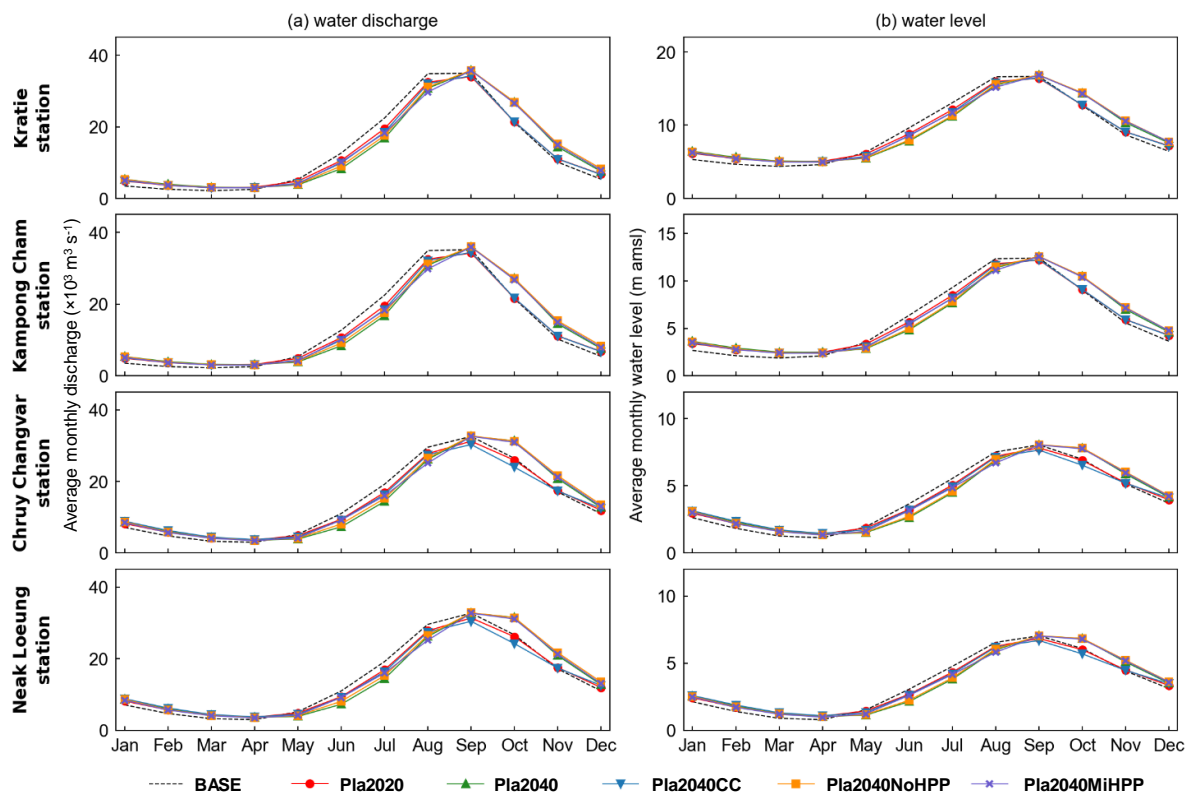 (a) water discharge
(b) water level
Kratie
station
40
20
0
20
10
0
Kampong Cham
station
40
20
0
15
10
5
0
Chruy Changvar
station
40
20
0
10
5
0
Neak Loeung
station
40
20
0
10
5
0
Average monthly discharge (×10³ m³ s⁻¹)
Average monthly water level (m amsl)
Jan Feb Mar Apr May Jun Jul Aug Sep Oct Nov Dec
Jan Feb Mar Apr May Jun Jul Aug Sep Oct Nov Dec
BASE Pla2020 Pla2040 Pla2040CC Pla2040NoHPP Pla2040MiHPP